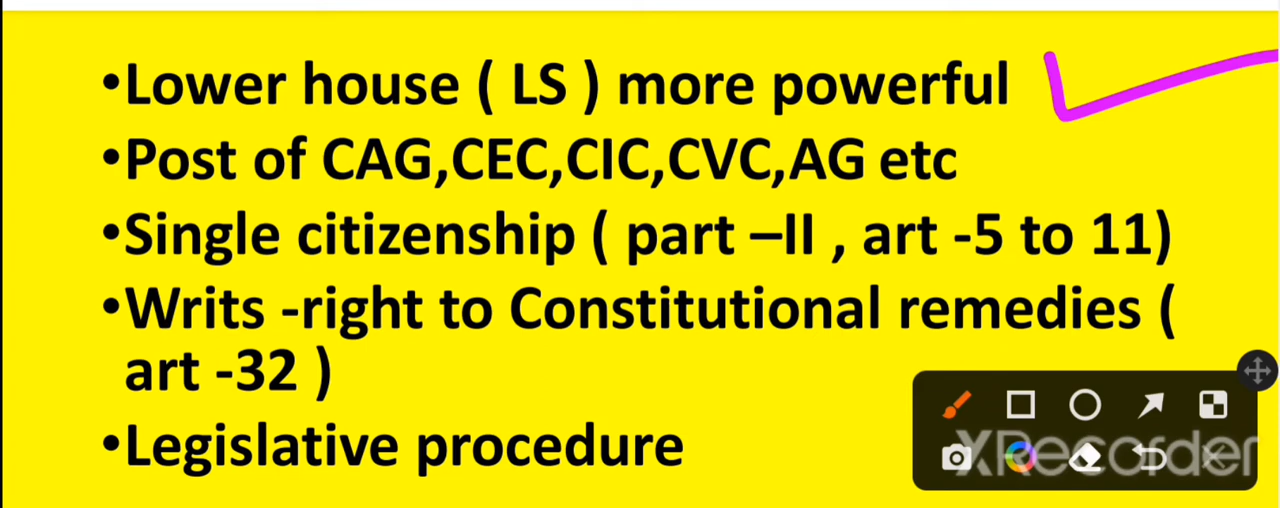 •Lower house ( LS ) more powerful
•Post of CAG,CEC,CIC,CVC,AG etc
•Single citizenship ( part –II , art -5 to 11)
•Writs -right to Constitutional remedies (
art -32 )
•Legislative procedure
XRecorder